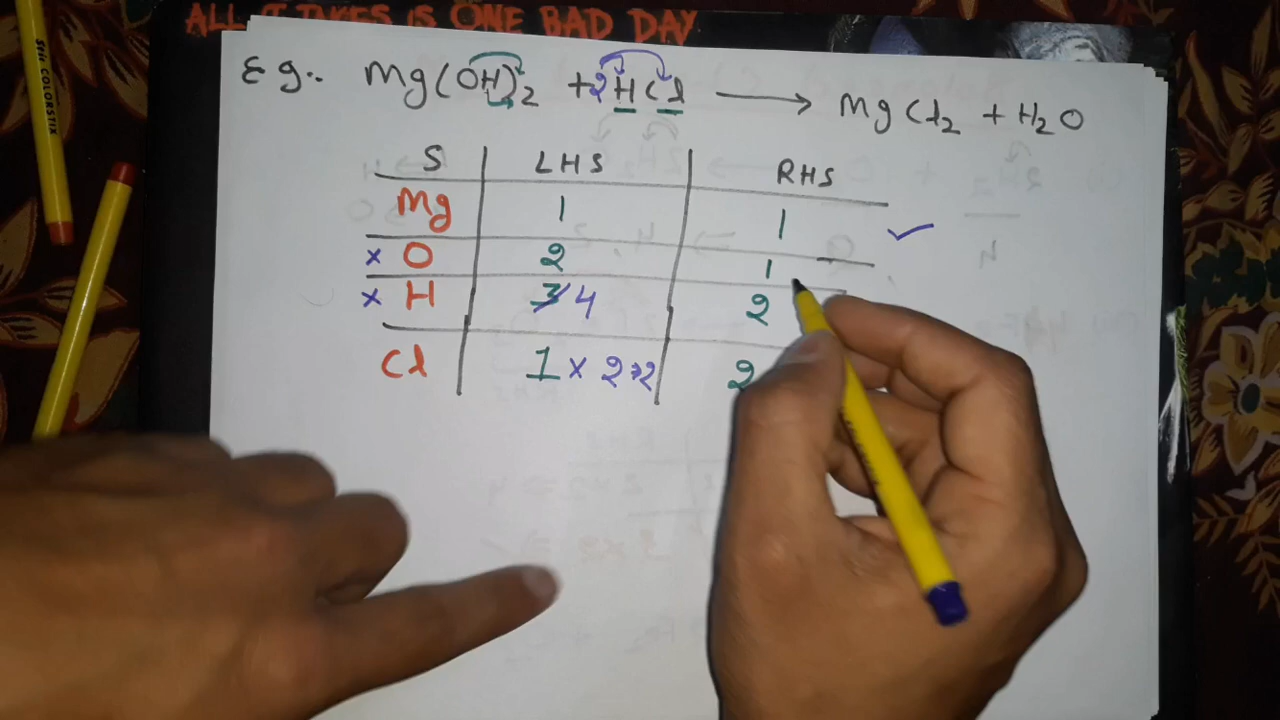 ALL IT TAKES IS ONE BAD DAY
Eg:- Mg(OH)2 + 2HCl → MgCl2 + H2O
S LHS RHS
Mg 1 1 ✓
x O 2 1
x H 3 4 2
Cl 1 x 2 ⇒ 2 2